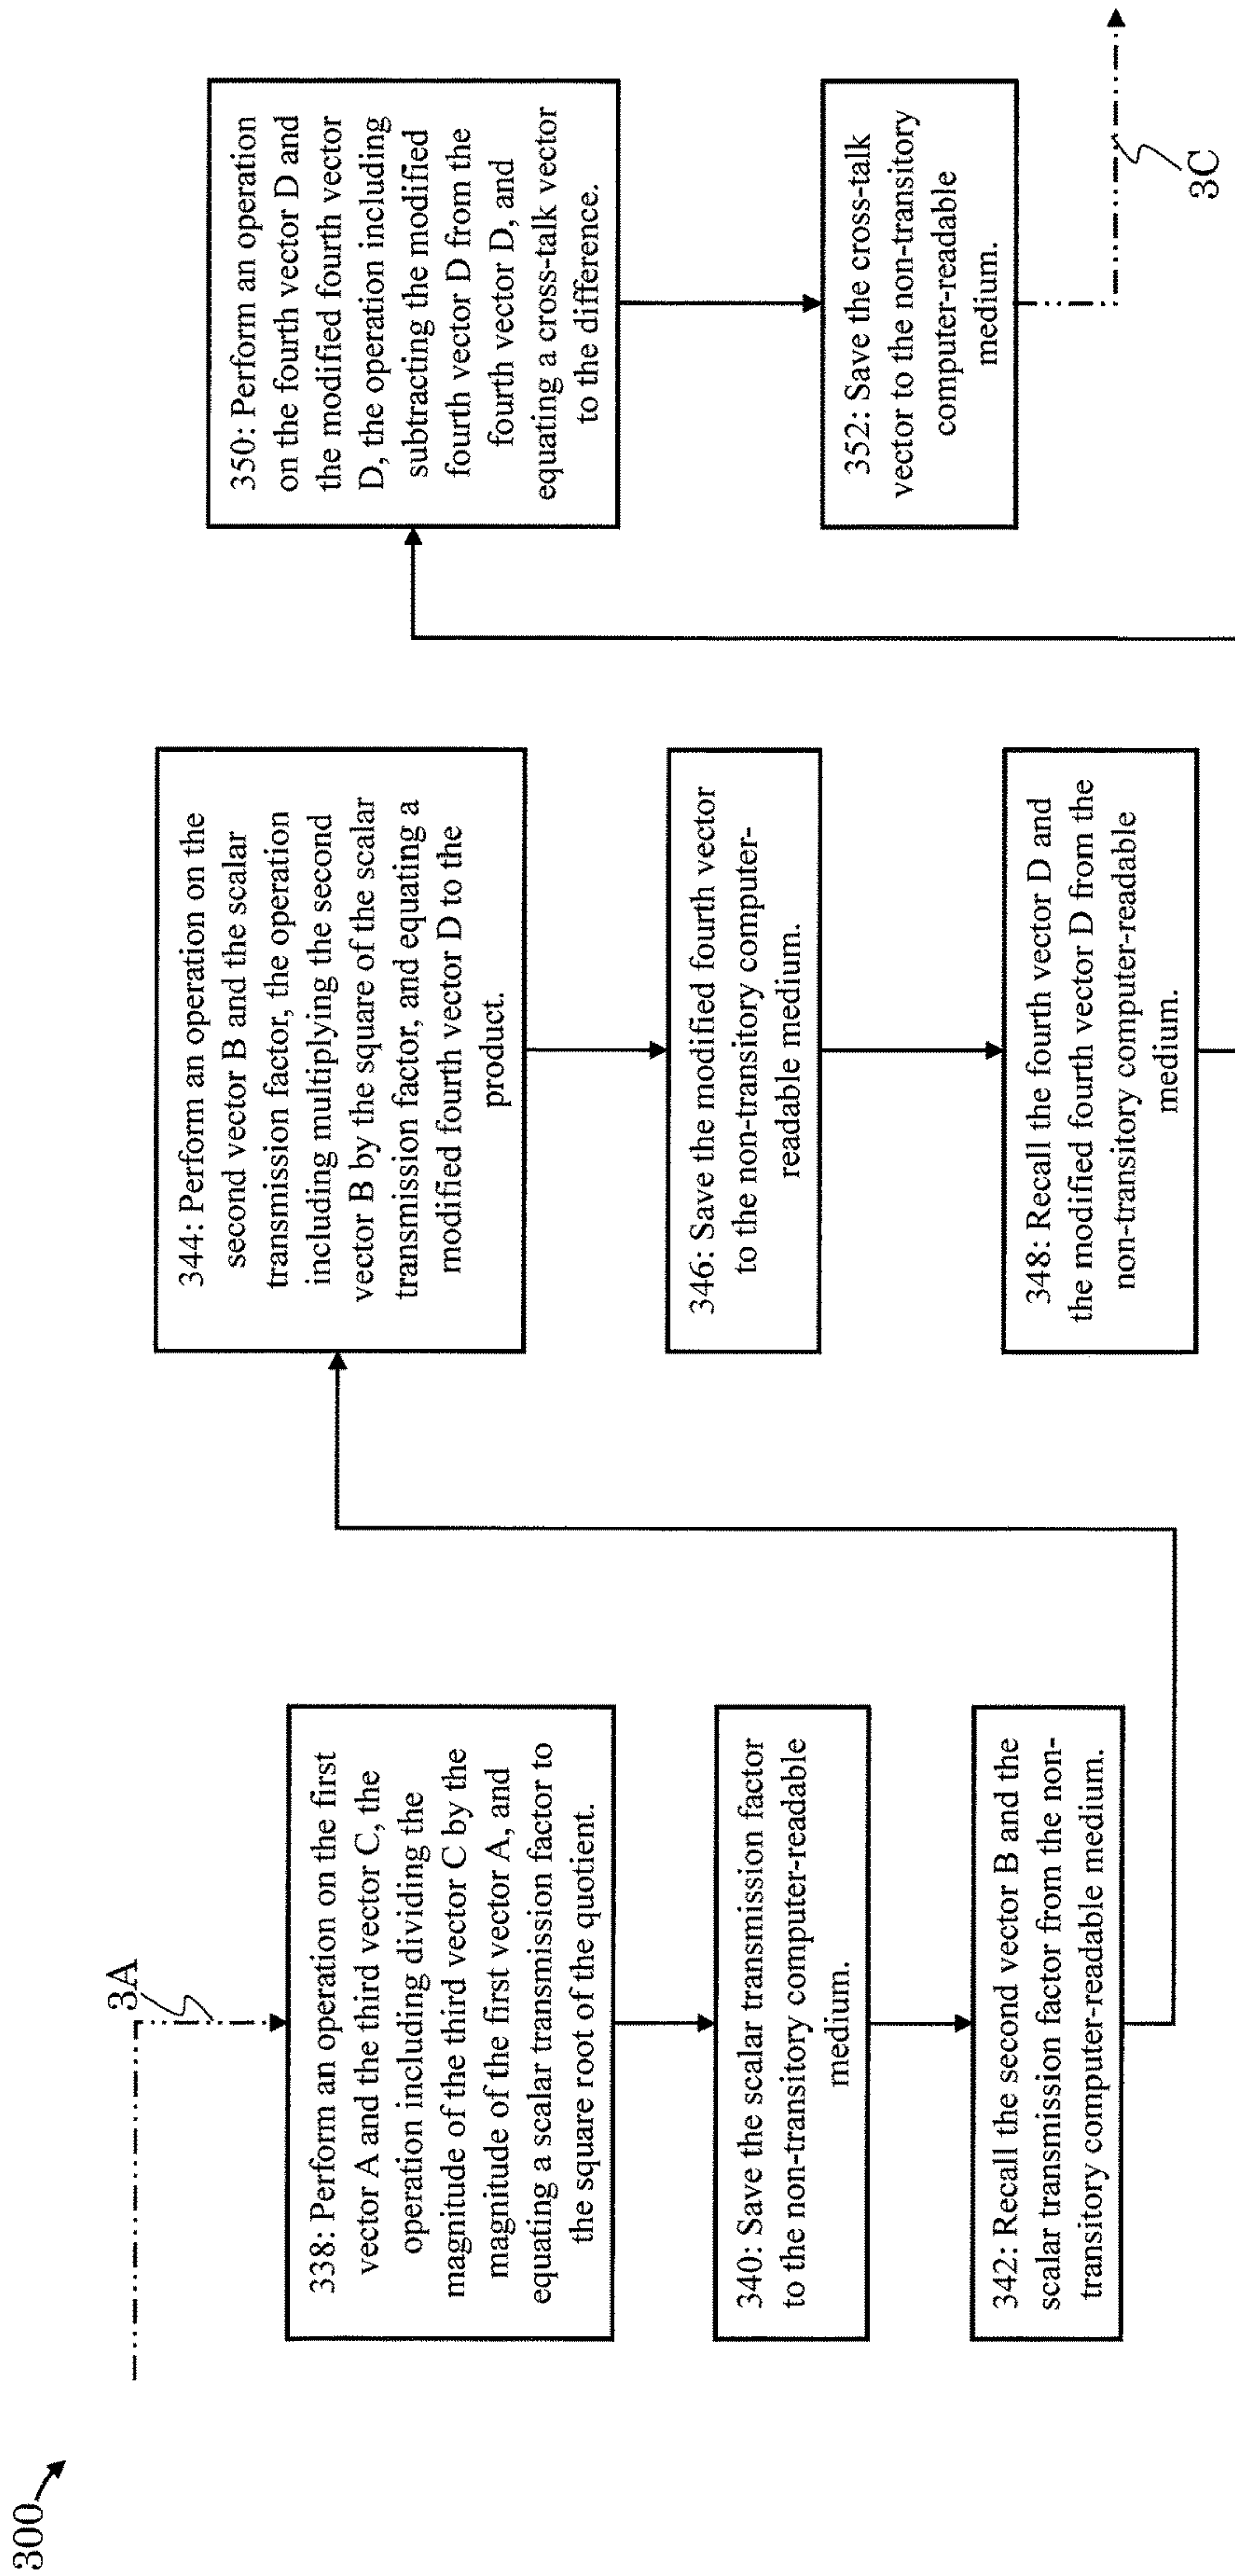 300
3A
338: Perform an operation on the first
vector A and the third vector C, the
operation including dividing the
magnitude of the third vector C by the
magnitude of the first vector A, and
equating a scalar transmission factor to
the square root of the quotient.
340: Save the scalar transmission factor
to the non-transitory computer-readable
medium.
342: Recall the second vector B and the
scalar transmission factor from the non-
transitory computer-readable medium.
344: Perform an operation on the
second vector B and the scalar
transmission factor, the operation
including multiplying the second
vector B by the square of the scalar
transmission factor, and equating a
modified fourth vector D to the
product.
346: Save the modified fourth vector
to the non-transitory computer-
readable medium.
348: Recall the fourth vector D and
the modified fourth vector D from the
non-transitory computer-readable
medium.
350: Perform an operation
on the fourth vector D and
the modified fourth vector
D, the operation including
subtracting the modified
fourth vector D from the
fourth vector D, and
equating a cross-talk vector
to the difference.
352: Save the cross-talk
vector to the non-transitory
computer-readable
medium.
3C